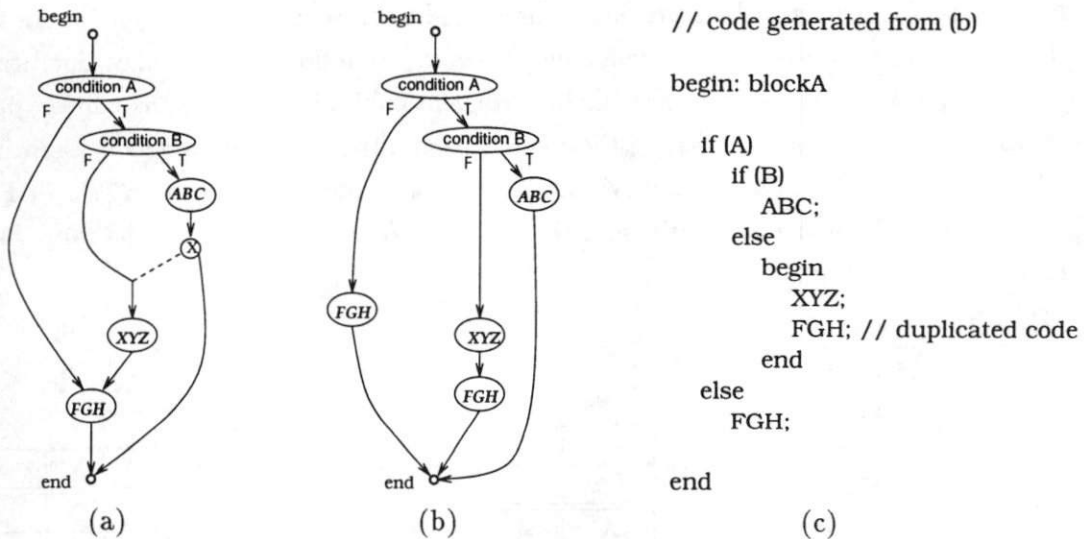 begin
condition A
F T
condition B
F T
ABC
X
XYZ
FGH
end
(a)
begin
condition A
F T
condition B
F T
ABC
FGH
XYZ
FGH
end
(b)
// code generated from (b)
begin: blockA
if (A)
if (B)
ABC;
else
begin
XYZ;
FGH; // duplicated code
end
else
FGH;
end
(c)